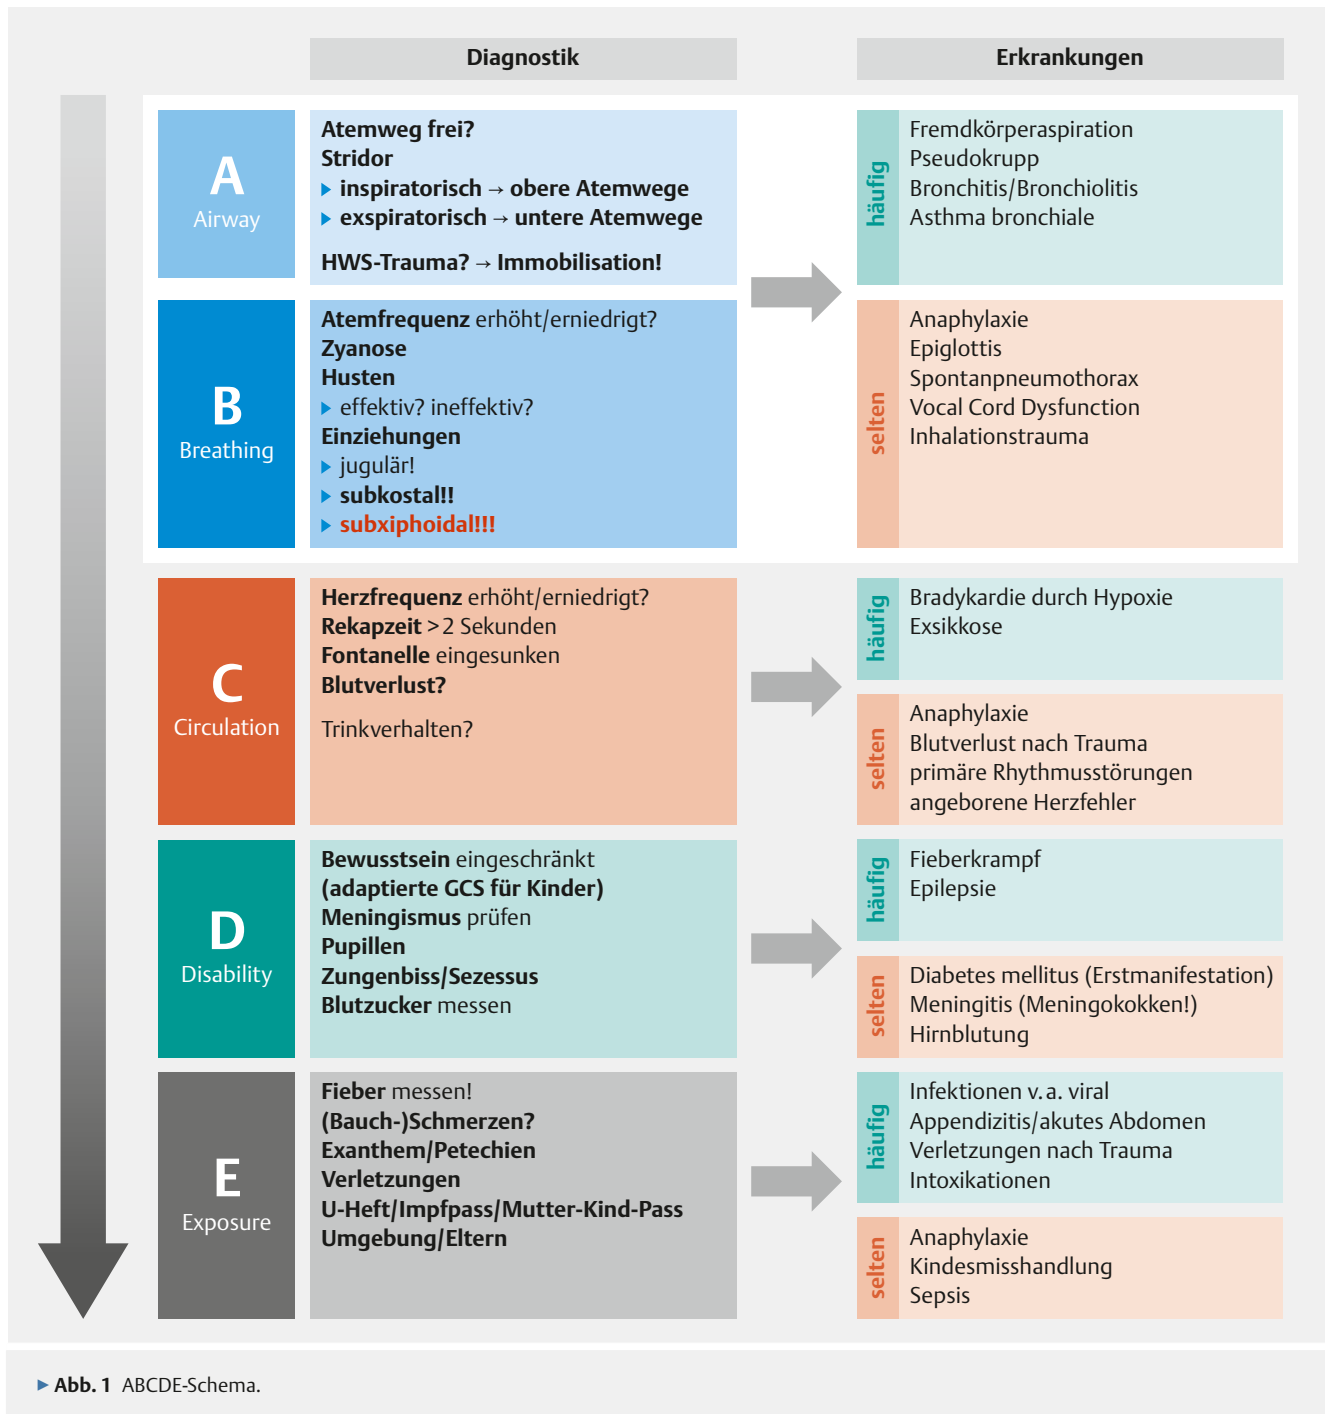 Diagnostik
Erkrankungen
A
Airway
Atemweg frei?
Stridor
▶ inspiratorisch → obere Atemwege
▶ exspiratorisch → untere Atemwege
HWS-Trauma? → Immobilisation!
häufig
Fremdkörperaspiration
Pseudokrupp
Bronchitis/Bronchiolitis
Asthma bronchiale
B
Breathing
Atemfrequenz erhöht/erniedrigt?
Zyanose
Husten
▶ effektiv? ineffektiv?
Einziehungen
▶ jugulär!
▶ subkostal!!
▶ subxiphoidal!!!
selten
Anaphylaxie
Epiglottis
Spontanpneumothorax
Vocal Cord Dysfunction
Inhalationstrauma
C
Circulation
Herzfrequenz erhöht/erniedrigt?
Rekapzeit >2 Sekunden
Fontanelle eingesunken
Blutverlust?
Trinkverhalten?
häufig
Bradykardie durch Hypoxie
Exsikkose
selten
Anaphylaxie
Blutverlust nach Trauma
primäre Rhythmusstörungen
angeborene Herzfehler
D
Disability
Bewusstsein eingeschränkt
(adaptierte GCS für Kinder)
Meningismus prüfen
Pupillen
Zungenbiss/Sezessus
Blutzucker messen
häufig
Fieberkrampf
Epilepsie
selten
Diabetes mellitus (Erstmanifestation)
Meningitis (Meningokokken!)
Hirnblutung
E
Exposure
Fieber messen!
(Bauch-)Schmerzen?
Exanthem/Petechien
Verletzungen
U-Heft/Impfpass/Mutter-Kind-Pass
Umgebung/Eltern
häufig
Infektionen v. a. viral
Appendizitis/akutes Abdomen
Verletzungen nach Trauma
Intoxikationen
selten
Anaphylaxie
Kindesmisshandlung
Sepsis
▶ Abb. 1 ABCDE-Schema.